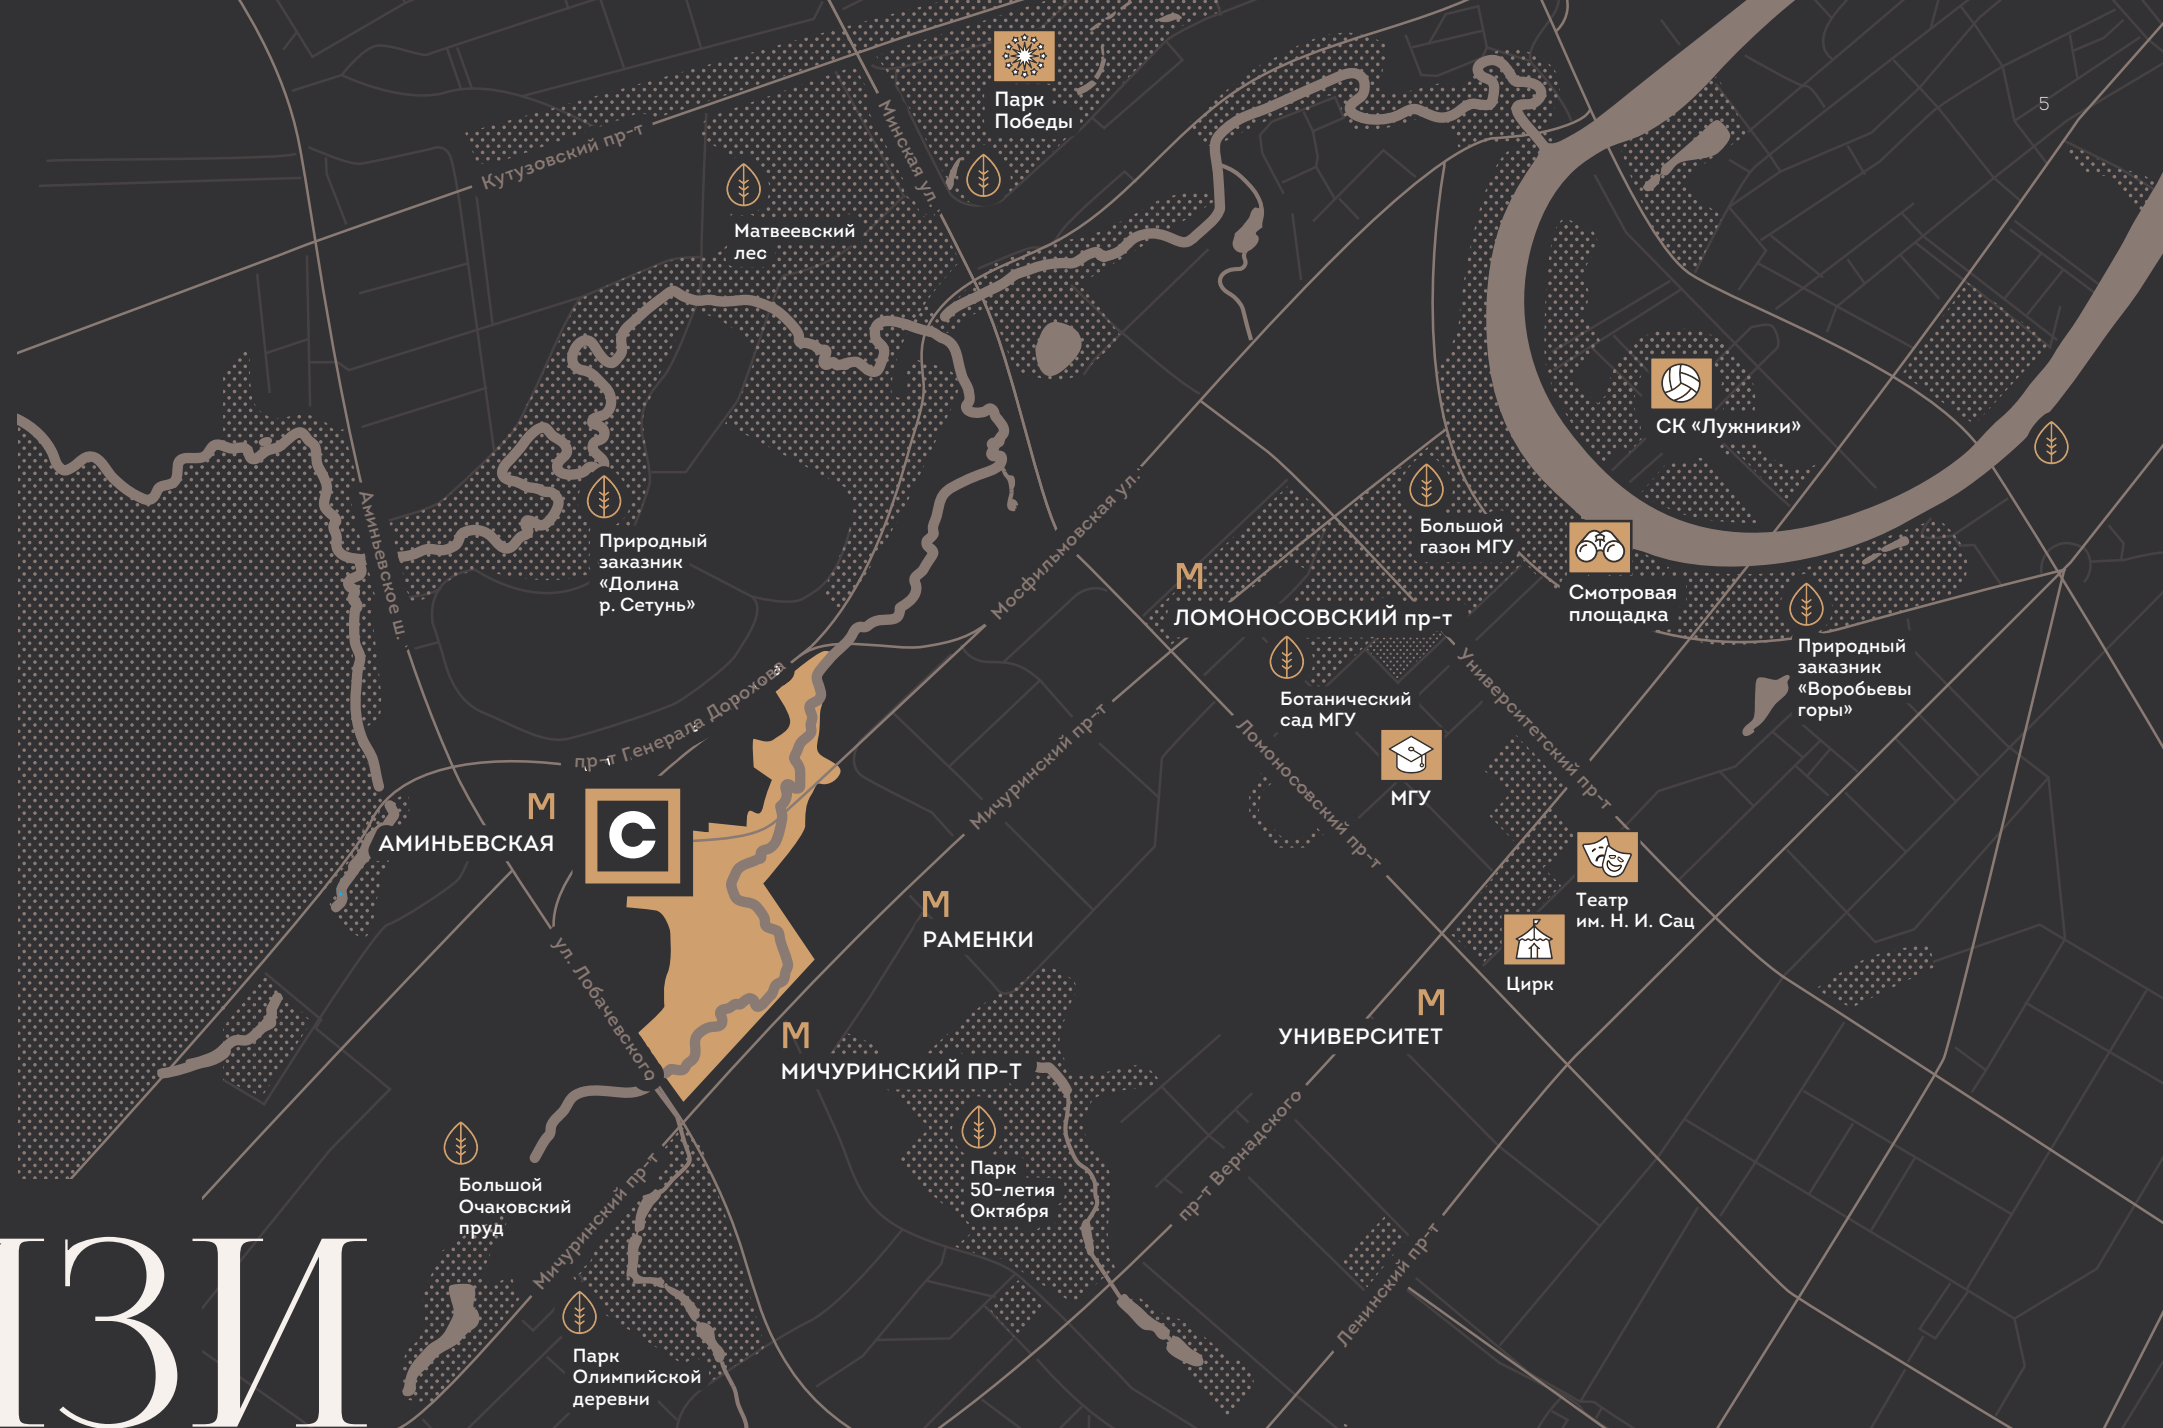 5
Парк
Победы
Кутузовский пр-т
Минская ул.
Матвеевский
лес
СК «Лужники»
Аминьевское ш.
Природный
заказник
«Долина
р. Сетунь»
Мосфильмовская ул.
Большой
газон МГУ
М
ЛОМОНОСОВСКИЙ пр-т
Смотровая
площадка
Природный
заказник
«Воробьевы
горы»
Ботанический
сад МГУ
Университетский пр-т
Ломоносовский пр-т
МГУ
пр-т Генерала Дорохова
Мичуринский пр-т
М
АМИНЬЕВСКАЯ
С
Театр
им. Н. И. Сац
Цирк
М
РАМЕНКИ
ул. Лобачевского
М
УНИВЕРСИТЕТ
М
МИЧУРИНСКИЙ ПР-Т
Парк
50-летия
Октября
пр-т Вернадского
Большой
Очаковский
пруд
Мичуринский пр-т
Ленинский пр-т
Парк
Олимпийской
деревни
ЗИ